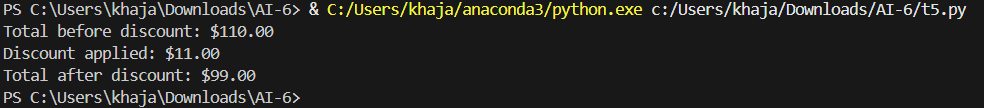 PS C:\Users\khaja\Downloads\AI-6> & C:/Users/khaja/anaconda3/python.exe c:/Users/khaja/Downloads/AI-6/t5.py
Total before discount: $110.00
Discount applied: $11.00
Total after discount: $99.00
PS C:\Users\khaja\Downloads\AI-6>